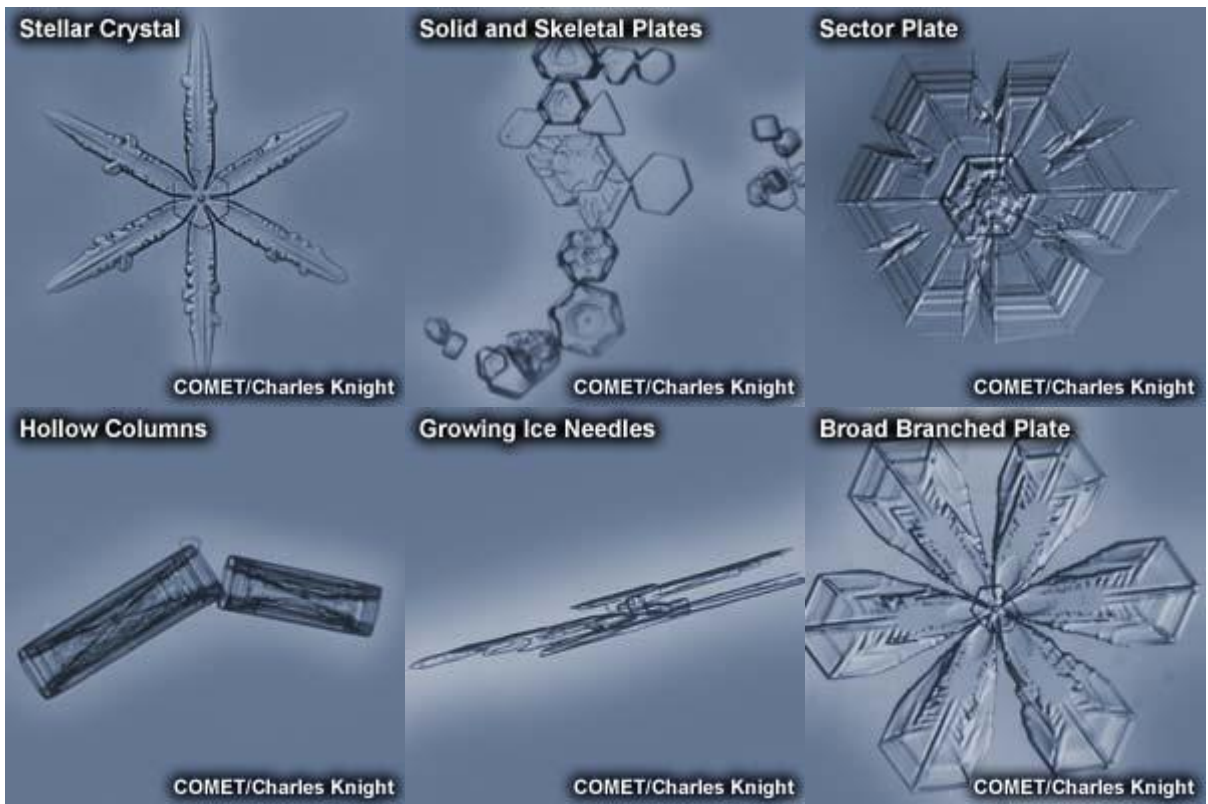 Stellar Crystal
Solid and Skeletal Plates
Sector Plate
COMET/Charles Knight
COMET/Charles Knight
COMET/Charles Knight
Hollow Columns
Growing Ice Needles
Broad Branched Plate
COMET/Charles Knight
COMET/Charles Knight
COMET/Charles Knight